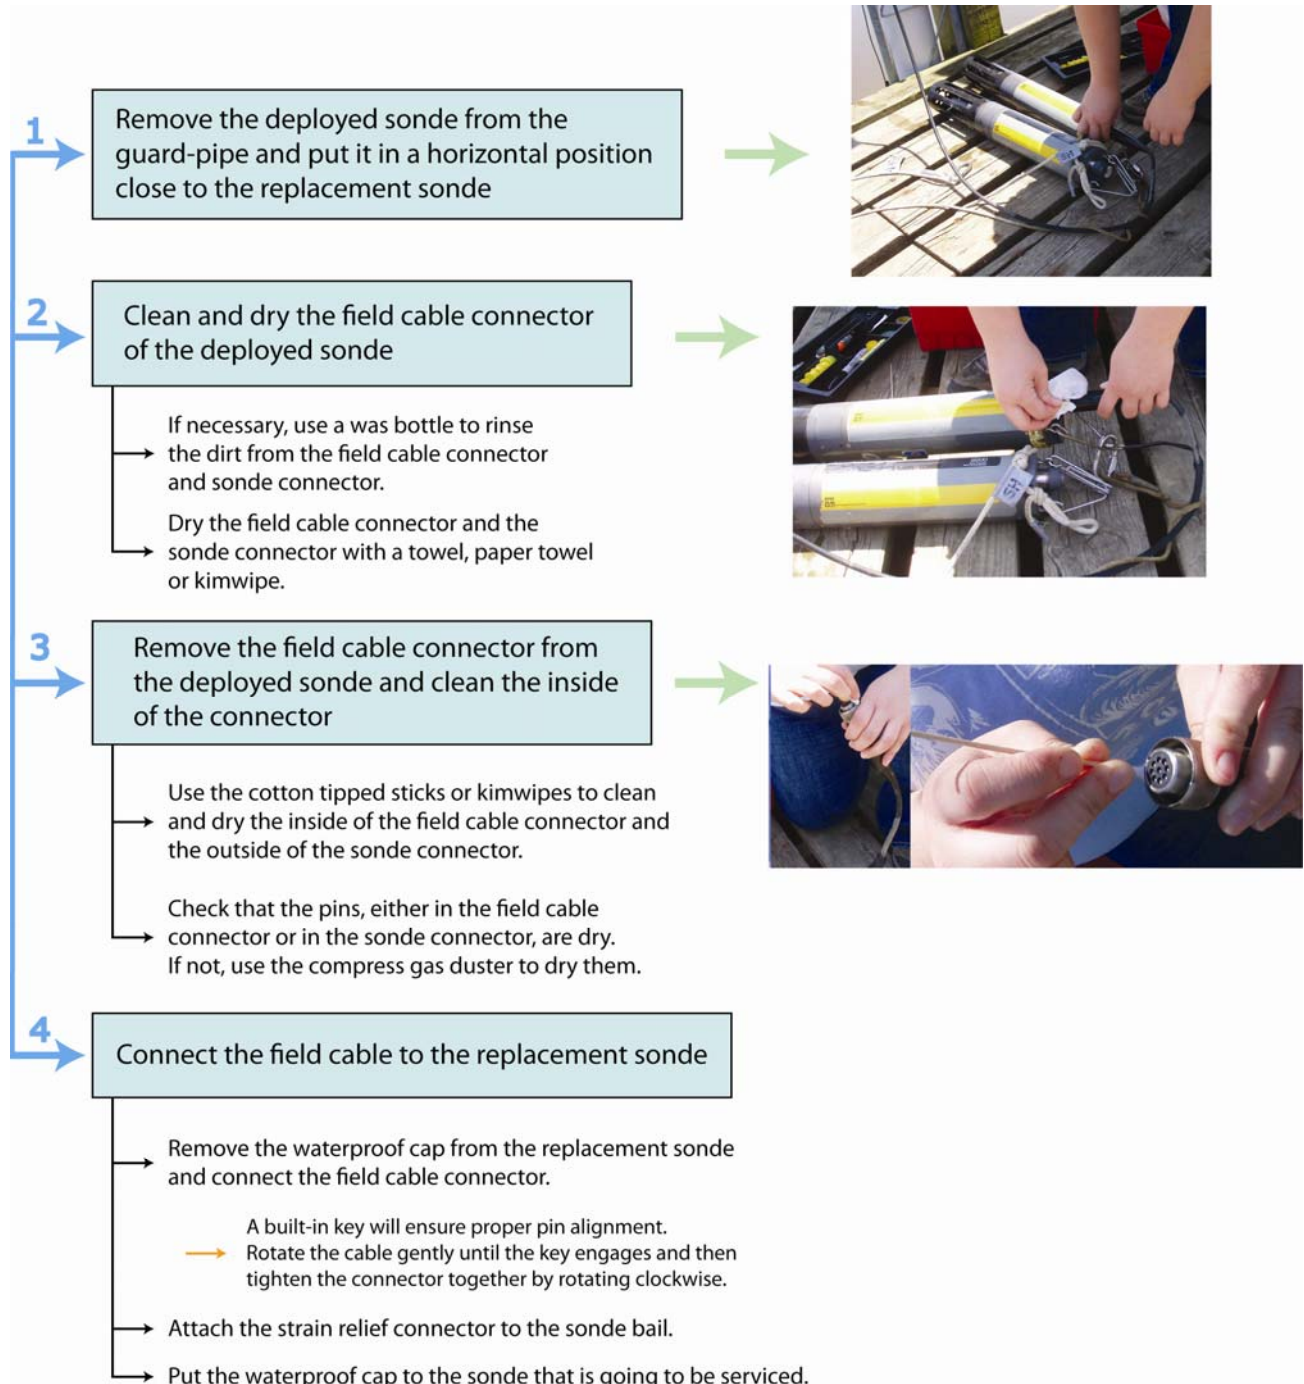 1
Remove the deployed sonde from the
guard-pipe and put it in a horizontal position
close to the replacement sonde
2
Clean and dry the field cable connector
of the deployed sonde
If necessary, use a was bottle to rinse
the dirt from the field cable connector
and sonde connector.
Dry the field cable connector and the
sonde connector with a towel, paper towel
or kimwipe.
SH
3
Remove the field cable connector from
the deployed sonde and clean the inside
of the connector
Use the cotton tipped sticks or kimwipes to clean
and dry the inside of the field cable connector and
the outside of the sonde connector.
Check that the pins, either in the field cable
connector or in the sonde connector, are dry.
If not, use the compress gas duster to dry them.
4
Connect the field cable to the replacement sonde
Remove the waterproof cap from the replacement sonde
and connect the field cable connector.
A built-in key will ensure proper pin alignment.
Rotate the cable gently until the key engages and then
tighten the connector together by rotating clockwise.
Attach the strain relief connector to the sonde bail.
Put the waterproof cap to the sonde that is going to be serviced.